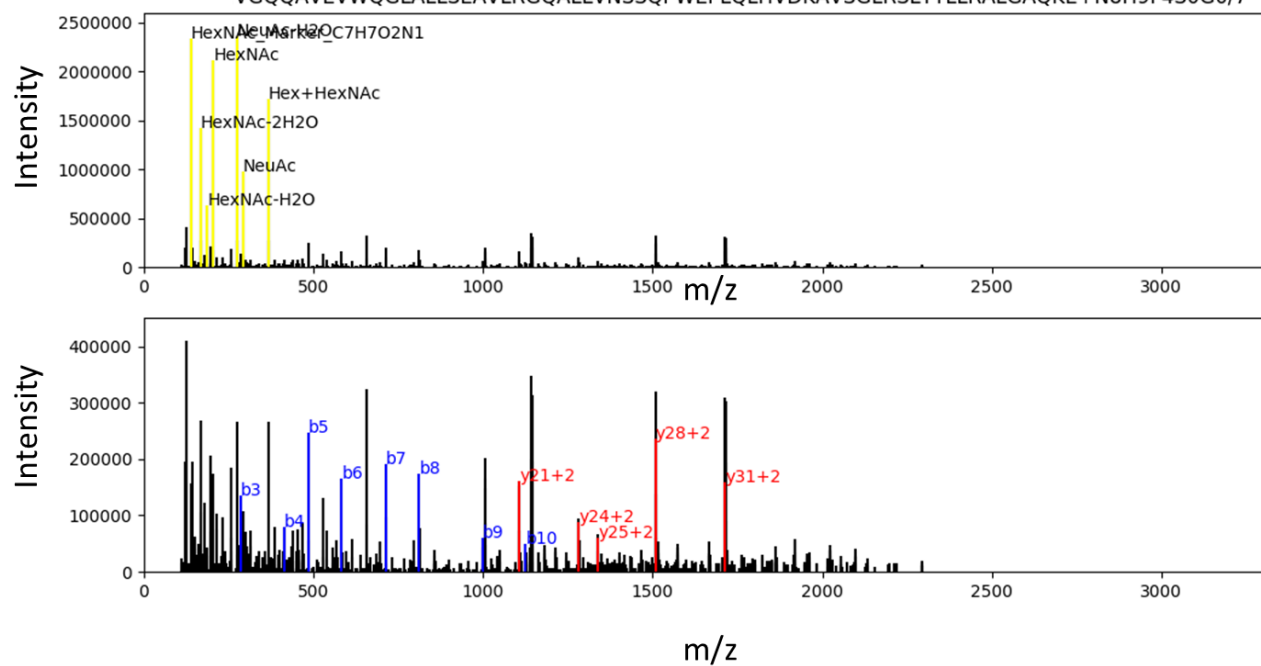 HexNAc_Marker_C7H7O2N1
NeuAc-H2O
HexNAc
Hex+HexNAc
HexNAc-2H2O
NeuAc
HexNAc-H2O
Intensity
2500000
2000000
1500000
1000000
500000
0
0 500 1000 1500 2000 2500 3000
m/z
Intensity
400000
300000
200000
100000
0
b3
b4
b5
b6
b7
b8
b9
b10
y21+2
y24+2
y25+2
y28+2
y31+2
0 500 1000 1500 2000 2500 3000
m/z